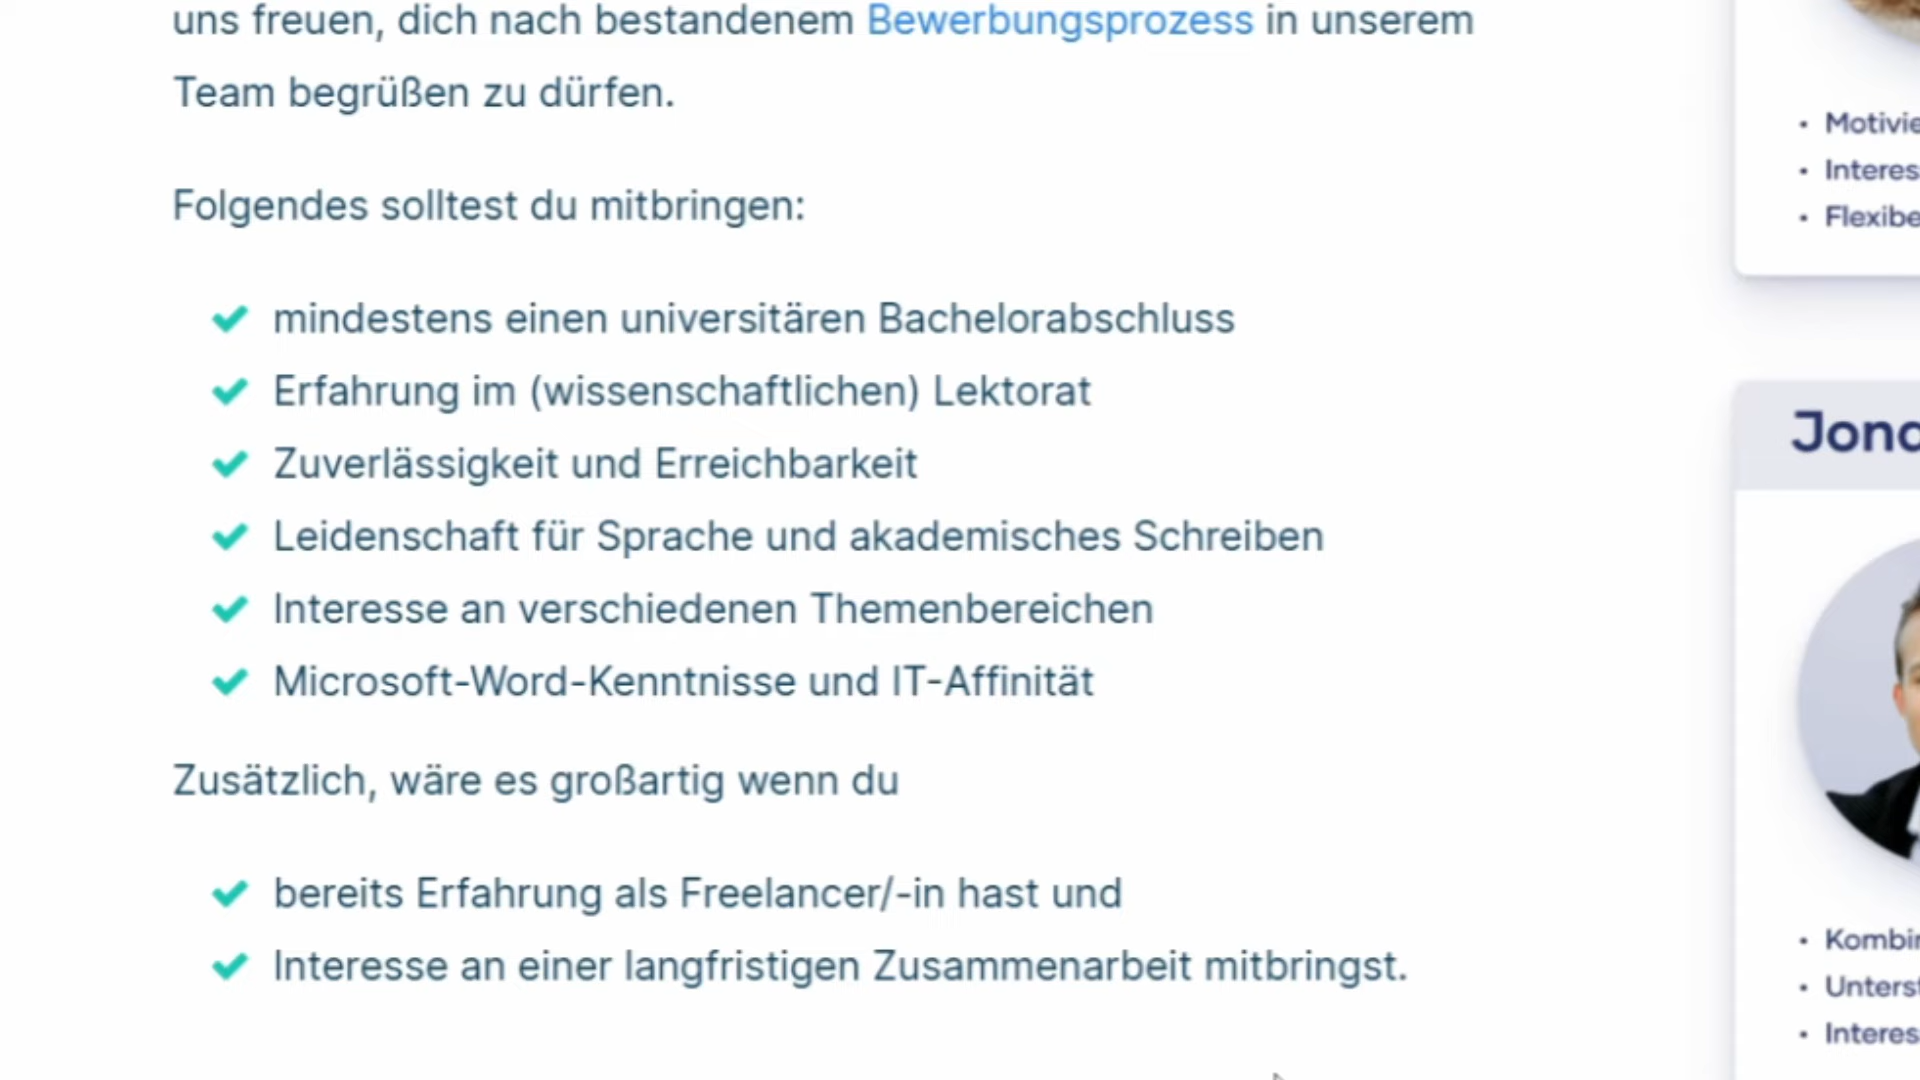 uns freuen, dich nach bestandenem Bewerbungsprozess in unserem
Team begrüßen zu dürfen.
Folgendes solltest du mitbringen:
mindestens einen universitären Bachelorabschluss
Erfahrung im (wissenschaftlichen) Lektorat
Zuverlässigkeit und Erreichbarkeit
Leidenschaft für Sprache und akademisches Schreiben
Interesse an verschiedenen Themenbereichen
Microsoft-Word-Kenntnisse und IT-Affinität
Zusätzlich, wäre es großartig wenn du
bereits Erfahrung als Freelancer/-in hast und
Interesse an einer langfristigen Zusammenarbeit mitbringst.